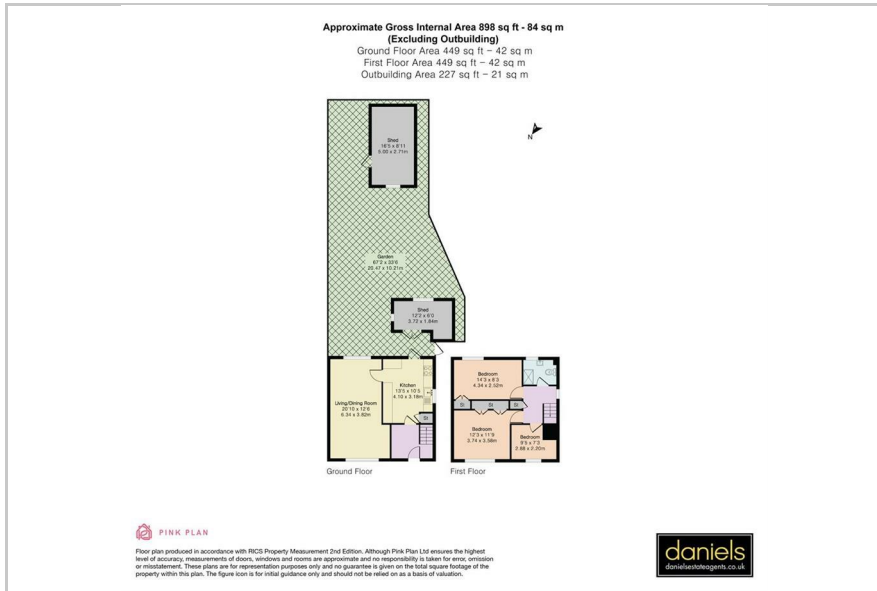 Approximate Gross Internal Area 898 sq ft - 84 sq m
(Excluding Outbuilding)
Ground Floor Area 449 sq ft – 42 sq m
First Floor Area 449 sq ft – 42 sq m
Outbuilding Area 227 sq ft – 21 sq m
Shed
16'5 x 8'11
5.00 x 2.71m
N
Garden
67'2 x 33'6
x 10.21m
Shed
12'2 x 6'0
3.72 x 1.84m
Living/Dining Room
20'10 x 12'6
6.34 x 3.82m
Kitchen
13'5 x 10'5
4.10 x 3.18m
St
Ground Floor
Bedroom
14'3 x 8'3
4.34 x 2.52m
St
St
St
Bedroom
12'3 x 11'9
3.74 x 3.58m
Bedroom
9'5 x 7'3
2.88 x 2.20m
First Floor
PINK PLAN
Floor plan produced in accordance with RICS Property Measurement 2nd Edition. Although Pink Plan Ltd ensures the highest
level of accuracy, measurements of doors, windows and rooms are approximate and no responsibility is taken for error, omission
or misstatement. These plans are for representation purposes only and no guarantee is given on the total square footage of the
property within this plan. The figure icon is for initial guidance only and should not be relied on as a basis of valuation.
daniels
danielsestateagents.co.uk